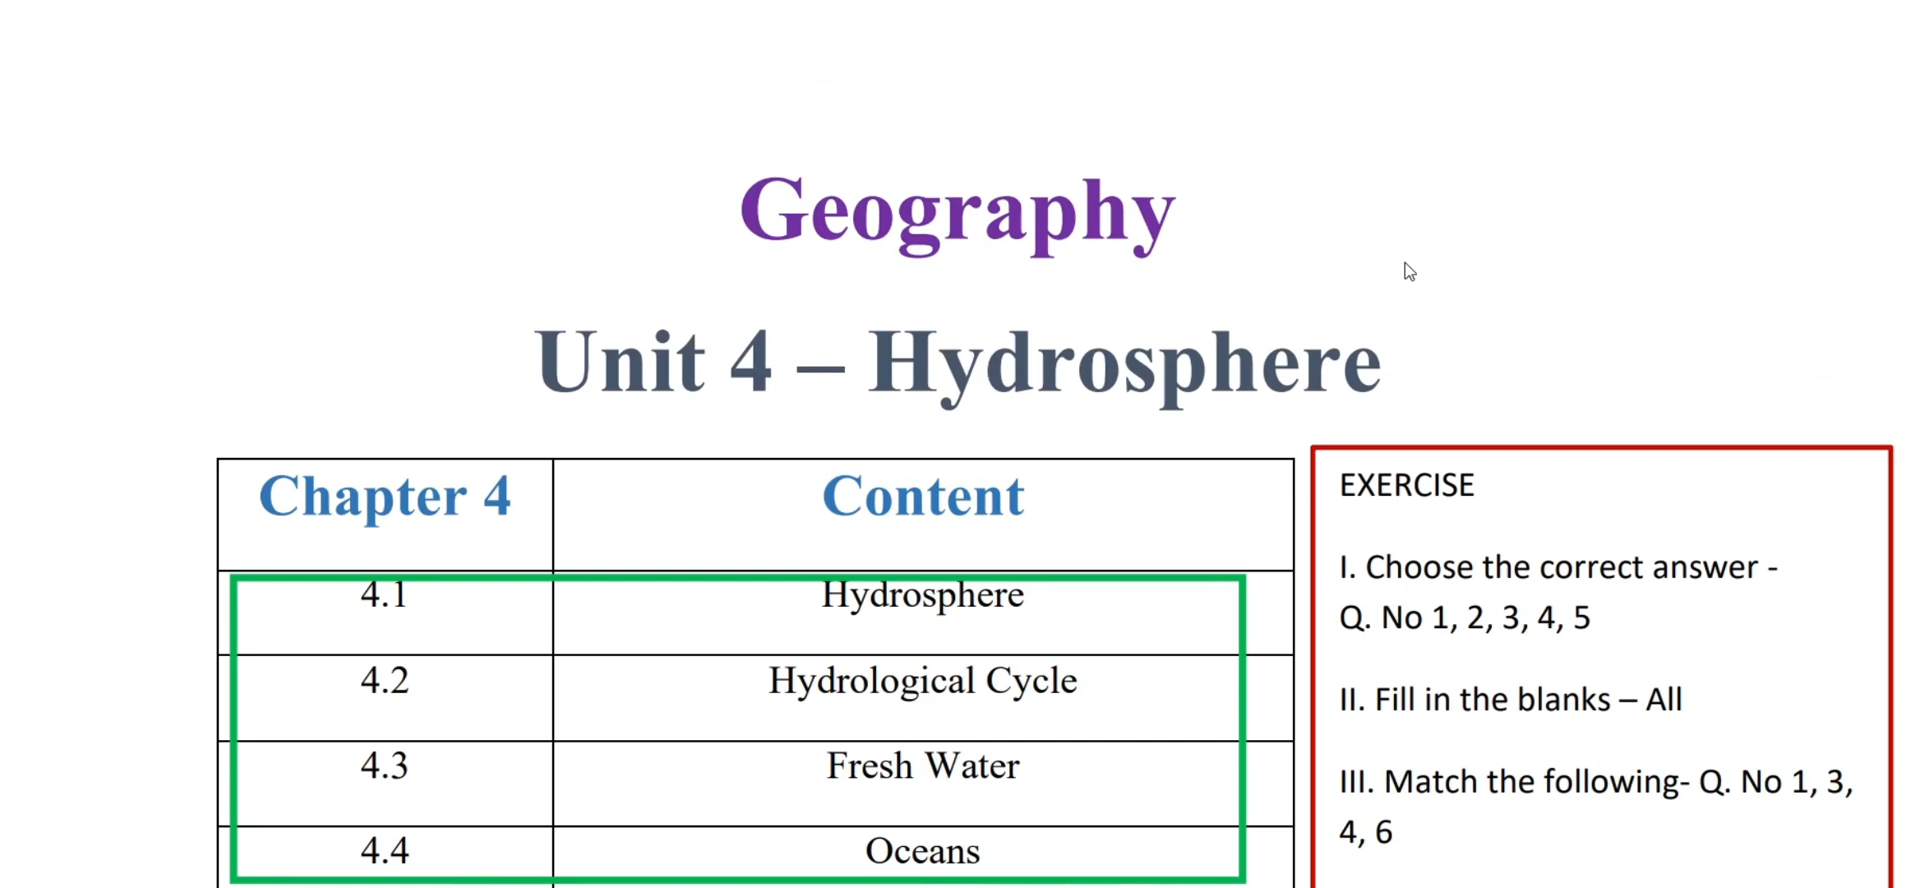 Geography
Unit 4 – Hydrosphere
Chapter 4 Content
4.1 Hydrosphere
4.2 Hydrological Cycle
4.3 Fresh Water
4.4 Oceans
EXERCISE
I. Choose the correct answer -
Q. No 1, 2, 3, 4, 5
II. Fill in the blanks – All
III. Match the following- Q. No 1, 3,
4, 6